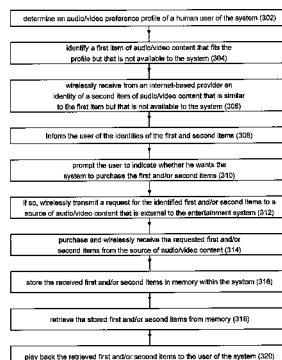 determine an audio/video preference profile of a human user of the system (302)
identify a first item of audio/video content that fits the
profile but that is not available to the system (304)
wirelessly receive from an internet-based provider an
identity of a second item of audio/video content that is similar
to the first item but that is not available to the system (306)
inform the user of the identities of the first and second items (308)
prompt the user to indicate whether he wants the
system to purchase the first and/or second items (310)
if so, wirelessly transmit a request for the identified first and/or second items to a
source of audio/video content that is external to the entertainment system (312)
purchase and wirelessly receive the requested first and/or
second items from the source of audio/video content (314)
store the received first and/or second items in memory within the system (316)
retrieve the stored first and/or second items from memory (318)
play back the retrieved first and/or second items to the user of the system (320)